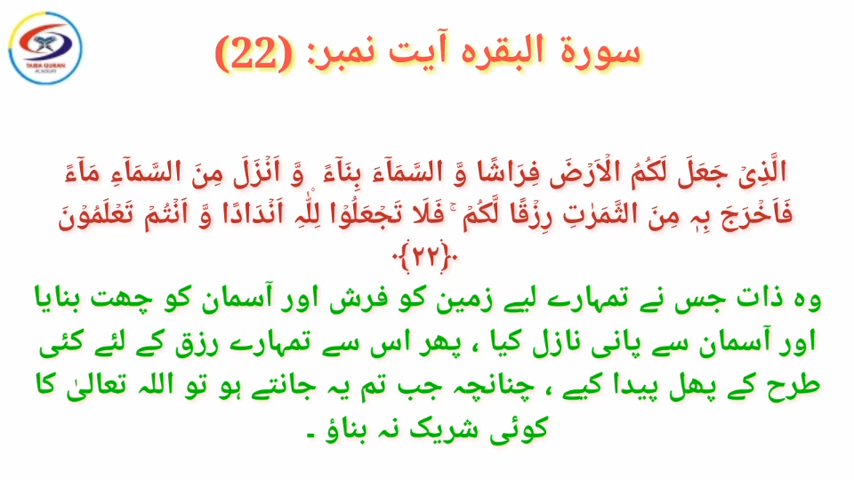 TAIBA QURAN
ACADEMY
سورۃ البقرہ آیت نمبر: (22)
الَّذِیۡ جَعَلَ لَکُمُ الۡاَرۡضَ فِرَاشًا وَّ السَّمَآءَ بِنَآءً  وَّ اَنۡزَلَ مِنَ السَّمَآءِ مَآءً
فَاَخۡرَجَ بِہٖ مِنَ الثَّمَرٰتِ رِزۡقًا لَّکُمۡ ۚ فَلَا تَجۡعَلُوۡا لِلّٰہِ اَنۡدَادًا وَّ اَنۡتُمۡ تَعۡلَمُوۡنَ
﴿۲۲﴾
وہ ذات جس نے تمہارے لیے زمین کو فرش اور آسمان کو چھت بنایا
اور آسمان سے پانی نازل کیا ، پھر اس سے تمہارے رزق کے لئے کئی
طرح کے پھل پیدا کیے ، چنانچہ جب تم یہ جانتے ہو تو اللہ تعالیٰ کا
کوئی شریک نہ بناؤ ۔